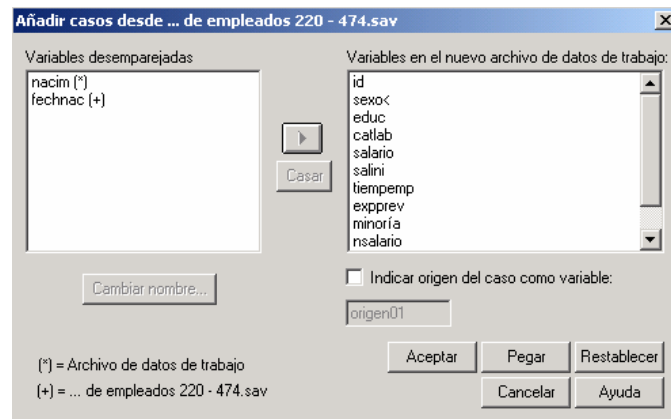 Añadir casos desde ... de empleados 220 - 474.sav
Variables desemparejadas
nacim (*)
fechnac (+)
Casar
Variables en el nuevo archivo de datos de trabajo:
id
sexo<
educ
catlab
salario
salini
tiempemp
expprev
minoría
nsalario
Cambiar nombre...
Indicar origen del caso como variable:
origen01
(*) = Archivo de datos de trabajo
(+) = ... de empleados 220 - 474.sav
Aceptar
Pegar
Restablecer
Cancelar
Ayuda